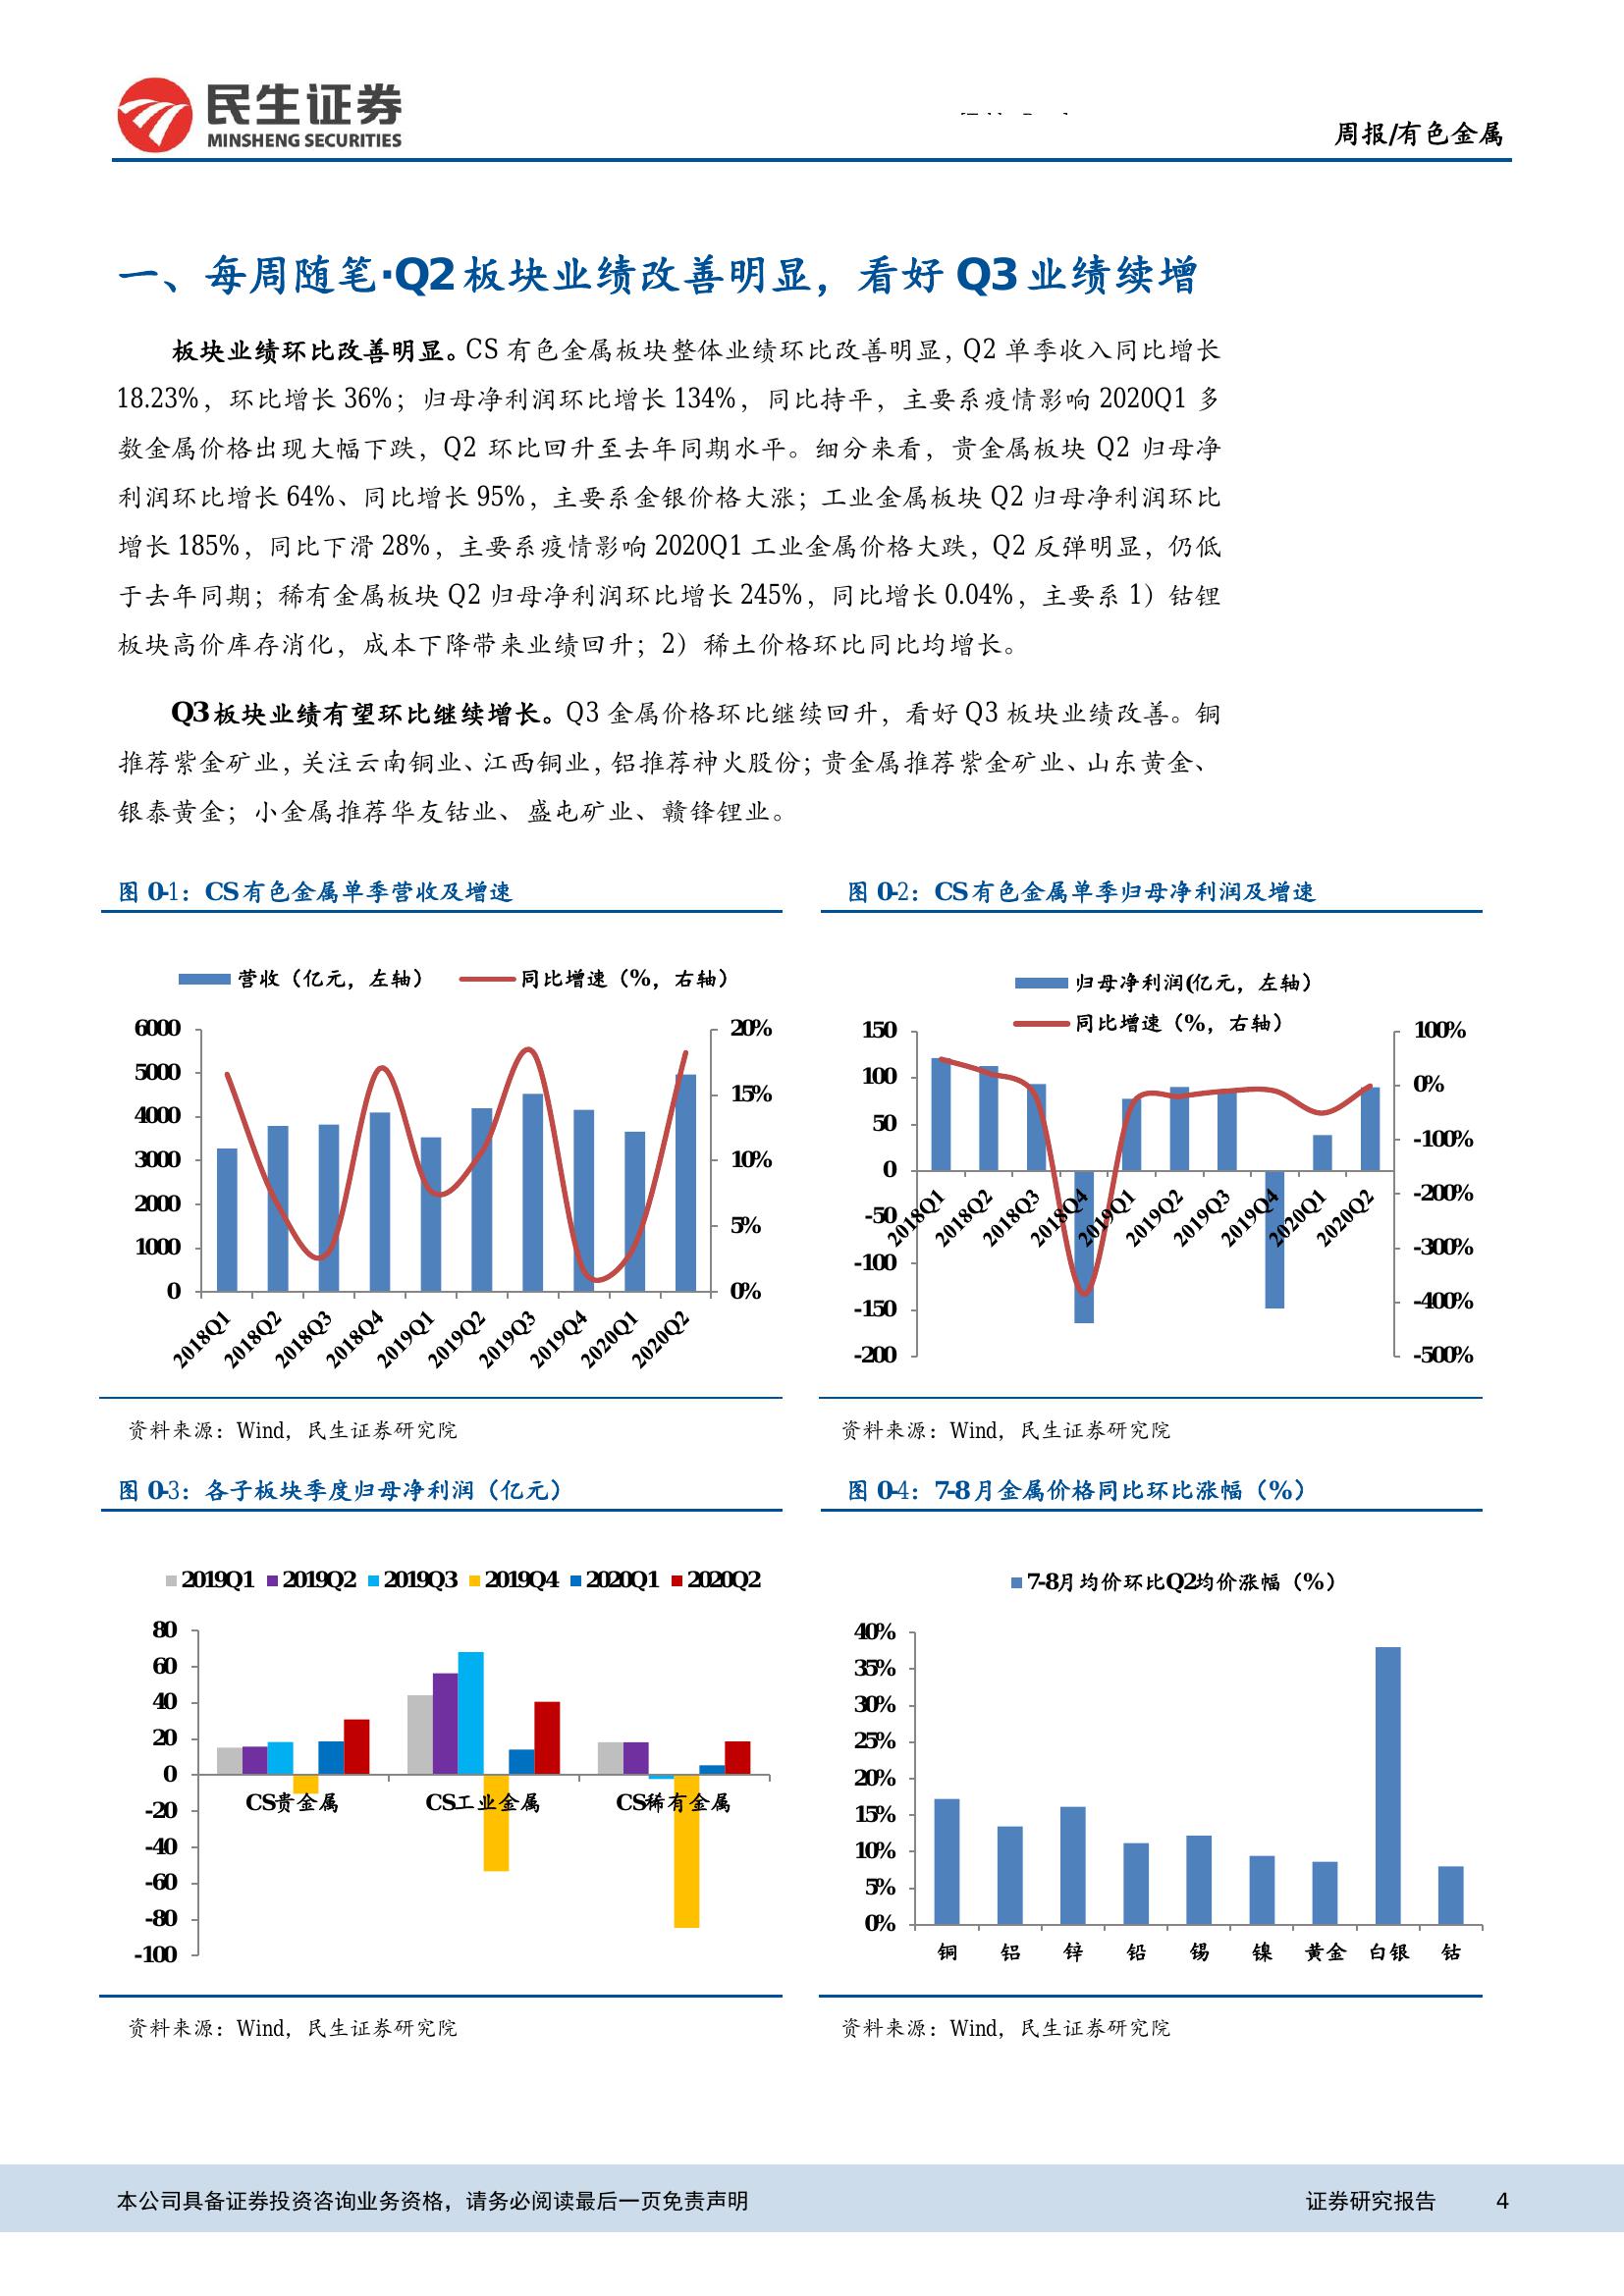 民生证券
MINSHENG SECURITIES
周报/有色金属
一、每周随笔·Q2 板块业绩改善明显，看好 Q3 业绩续增
板块业绩环比改善明显。CS 有色金属板块整体业绩环比改善明显，Q2 单季收入同比增长
18.23%，环比增长 36%；归母净利润环比增长 134%，同比持平，主要系疫情影响 2020Q1 多
数金属价格出现大幅下跌，Q2 环比回升至去年同期水平。细分来看，贵金属板块 Q2 归母净
利润环比增长 64%、同比增长 95%，主要系金银价格大涨；工业金属板块 Q2 归母净利润环比
增长 185%，同比下滑 28%，主要系疫情影响 2020Q1 工业金属价格大跌，Q2 反弹明显，仍低
于去年同期；稀有金属板块 Q2 归母净利润环比增长 245%，同比增长 0.04%，主要系 1）钴锂
板块高价库存消化，成本下降带来业绩回升；2）稀土价格环比同比均增长。
Q3 板块业绩有望环比继续增长。Q3 金属价格环比继续回升，看好 Q3 板块业绩改善。铜
推荐紫金矿业，关注云南铜业、江西铜业，铝推荐神火股份；贵金属推荐紫金矿业、山东黄金、
银泰黄金；小金属推荐华友钴业、盛屯矿业、赣锋锂业。
图 0-1：CS 有色金属单季营收及增速
营收（亿元，左轴） 同比增速（%，右轴）
6000
5000
4000
3000
2000
1000
0
20%
15%
10%
5%
0%
2018Q1 2018Q2 2018Q3 2018Q4 2019Q1 2019Q2 2019Q3 2019Q4 2020Q1 2020Q2
资料来源：Wind，民生证券研究院
图 0-2：CS 有色金属单季归母净利润及增速
归母净利润(亿元，左轴）
同比增速（%，右轴）
150
100
50
0
-50
-100
-150
-200
100%
0%
-100%
-200%
-300%
-400%
-500%
2018Q1 2018Q2 2018Q3 2018Q4 2019Q1 2019Q2 2019Q3 2019Q4 2020Q1 2020Q2
资料来源：Wind，民生证券研究院
图 0-3：各子板块季度归母净利润（亿元）
2019Q1 2019Q2 2019Q3 2019Q4 2020Q1 2020Q2
80
60
40
20
0
-20
-40
-60
-80
-100
CS贵金属 CS工业金属 CS稀有金属
资料来源：Wind，民生证券研究院
图 0-4：7-8 月金属价格同比环比涨幅（%）
7-8月均价环比Q2均价涨幅（%）
40%
35%
30%
25%
20%
15%
10%
5%
0%
铜 铝 锌 铅 锡 镍 黄金 白银 钴
资料来源：Wind，民生证券研究院
本公司具备证券投资咨询业务资格，请务必阅读最后一页免责声明
证券研究报告 4